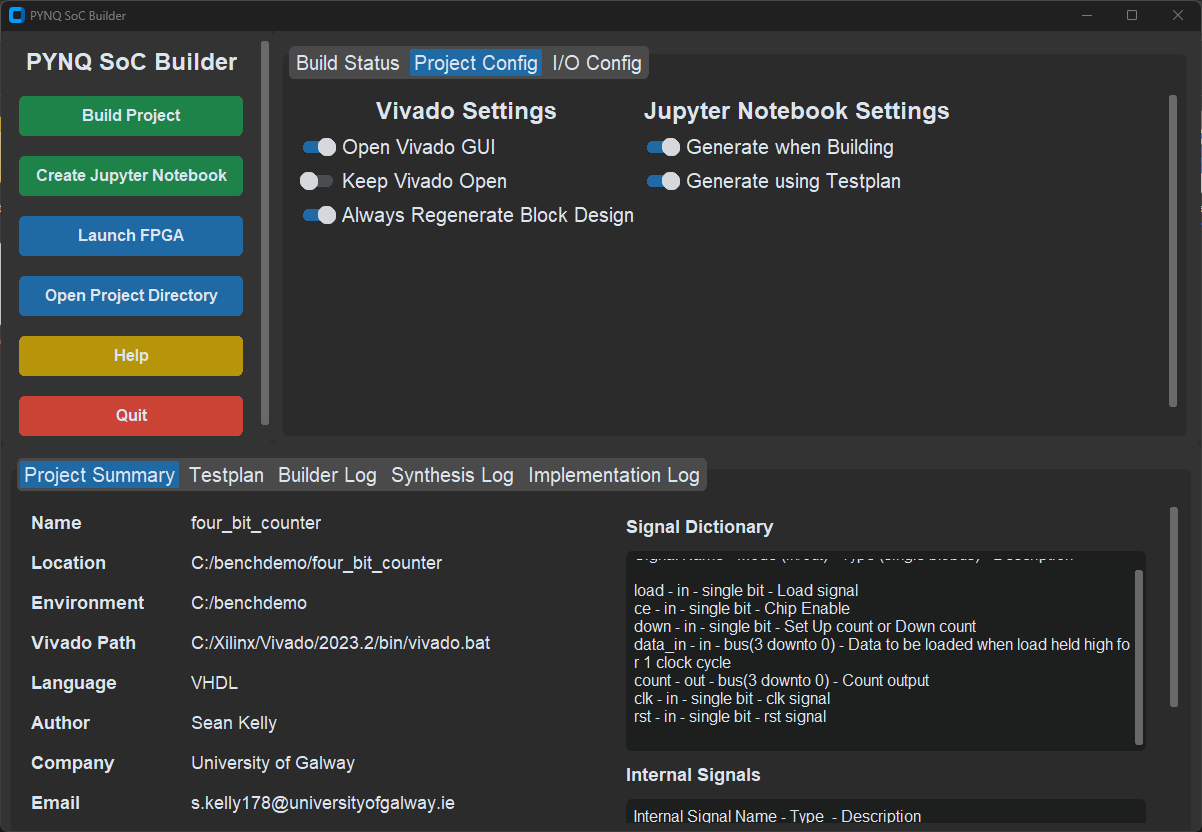 PYNQ SoC Builder
PYNQ SoC Builder
Build Project
Create Jupyter Notebook
Launch FPGA
Open Project Directory
Help
Quit
Build Status Project Config I/O Config
Vivado Settings
Open Vivado GUI
Keep Vivado Open
Always Regenerate Block Design
Jupyter Notebook Settings
Generate when Building
Generate using Testplan
Project Summary Testplan Builder Log Synthesis Log Implementation Log
Name four_bit_counter
Location C:/benchdemo/four_bit_counter
Environment C:/benchdemo
Vivado Path C:/Xilinx/Vivado/2023.2/bin/vivado.bat
Language VHDL
Author Sean Kelly
Company University of Galway
Email s.kelly178@universityofgalway.ie
Signal Dictionary
load - in - single bit - Load signal
ce - in - single bit - Chip Enable
down - in - single bit - Set Up count or Down count
data_in - in - bus(3 downto 0) - Data to be loaded when load held high fo
r 1 clock cycle
count - out - bus(3 downto 0) - Count output
clk - in - single bit - clk signal
rst - in - single bit - rst signal
Internal Signals
Internal Signal Name - Type - Description